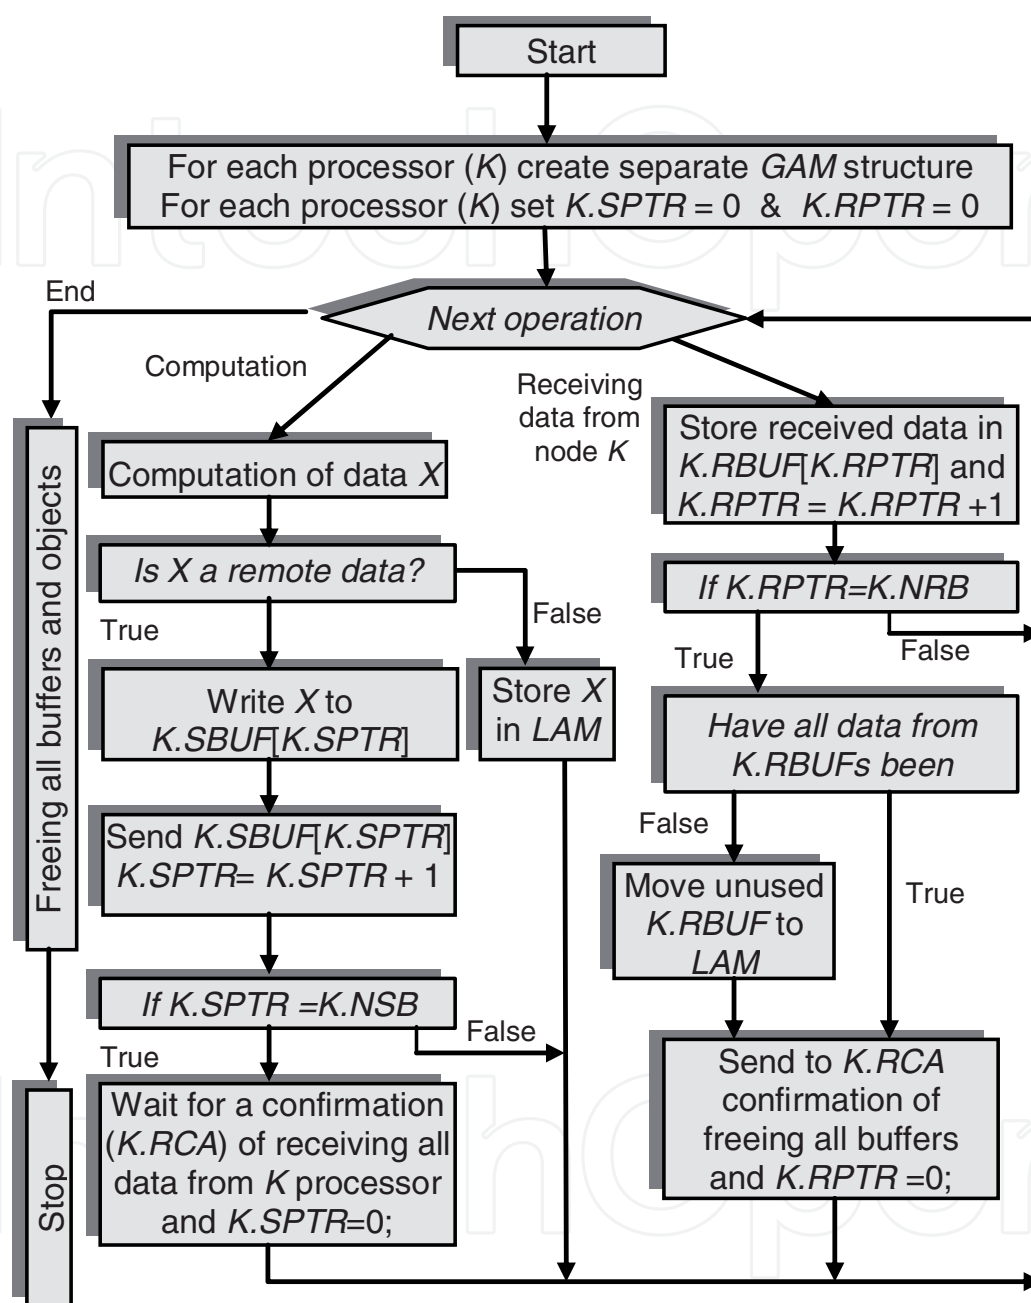 Start
For each processor (K) create separate GAM structure
For each processor (K) set K.SPTR = 0 & K.RPTR = 0
Next operation
End
Computation
Receiving
data from
node K
Freeing all buffers and objects
Stop
Computation of data X
Is X a remote data?
True
False
Write X to
K.SBUF[K.SPTR]
Store X
in LAM
Send K.SBUF[K.SPTR]
K.SPTR= K.SPTR + 1
If K.SPTR =K.NSB
False
True
Wait for a confirmation
(K.RCA) of receiving all
data from K processor
and K.SPTR=0;
Store received data in
K.RBUF[K.RPTR] and
K.RPTR = K.RPTR +1
If K.RPTR=K.NRB
True
False
Have all data from
K.RBUFs been
False
True
Move unused
K.RBUF to
LAM
Send to K.RCA
confirmation of
freeing all buffers
and K.RPTR =0;